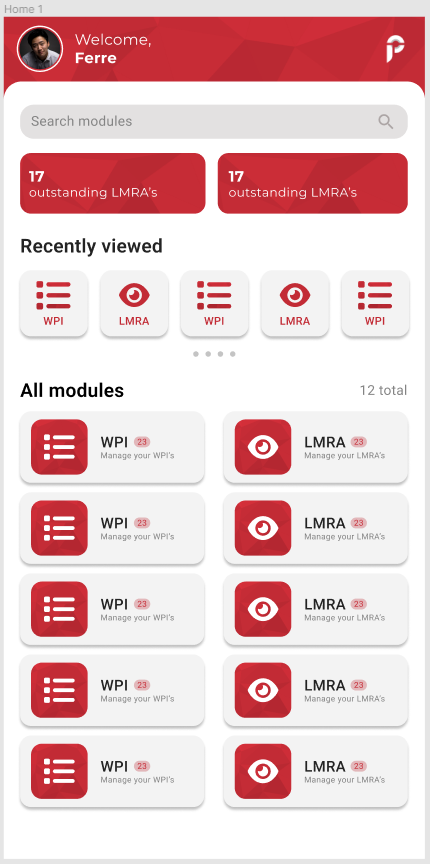 Home 1
Welcome,
Ferre
Search modules
17
outstanding LMRA's
17
outstanding LMRA's
Recently viewed
WPI
LMRA
WPI
LMRA
WPI
All modules
12 total
WPI 23
Manage your WPI's
LMRA 23
Manage your LMRA's
WPI 23
Manage your WPI's
LMRA 23
Manage your LMRA's
WPI 23
Manage your WPI's
LMRA 23
Manage your LMRA's
WPI 23
Manage your WPI's
LMRA 23
Manage your LMRA's
WPI 23
Manage your WPI's
LMRA 23
Manage your LMRA's